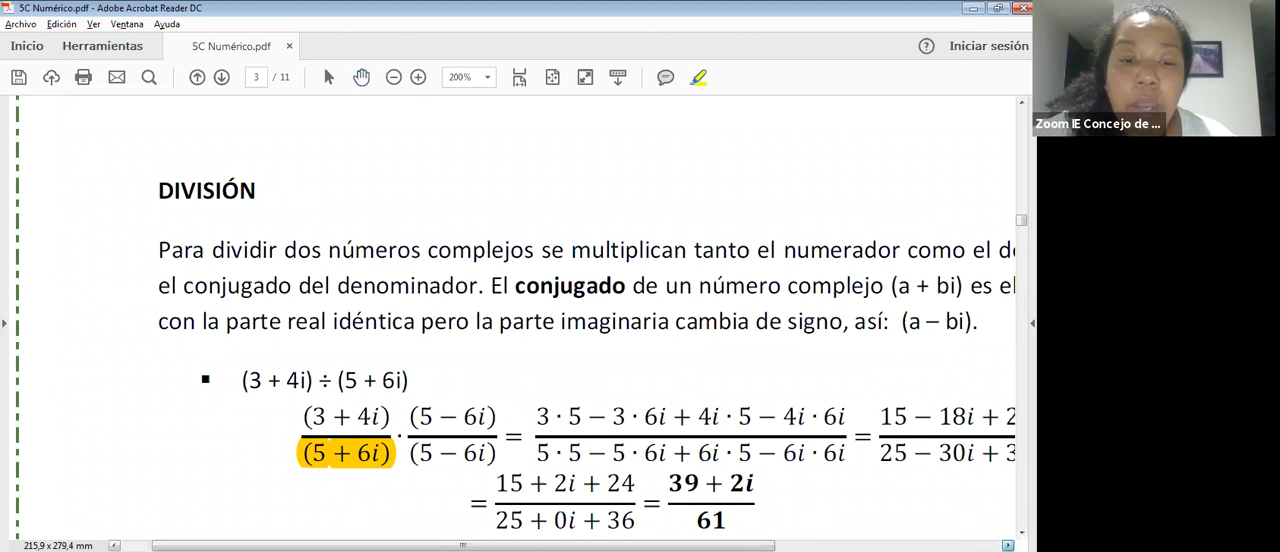 5C Numérico.pdf - Adobe Acrobat Reader DC
Archivo Edición Ver Ventana Ayuda
Inicio Herramientas 5C Numérico.pdf × ? Iniciar sesión
3 / 11 200%
Zoom IE Concejo de ...
DIVISIÓN
Para dividir dos números complejos se multiplican tanto el numerador como el de
el conjugado del denominador. El conjugado de un número complejo (a + bi) es el
con la parte real idéntica pero la parte imaginaria cambia de signo, así: (a – bi).
▪ (3 + 4i) ÷ (5 + 6i)
(3 + 4i) (5 − 6i) 3 · 5 − 3 · 6i + 4i · 5 − 4i · 6i 15 − 18i + 2
· = =
(5 + 6i) (5 − 6i) 5 · 5 − 5 · 6i + 6i · 5 − 6i · 6i 25 − 30i + 3
15 + 2i + 24 39 + 2i
= =
25 + 0i + 36 61
215,9 x 279,4 mm